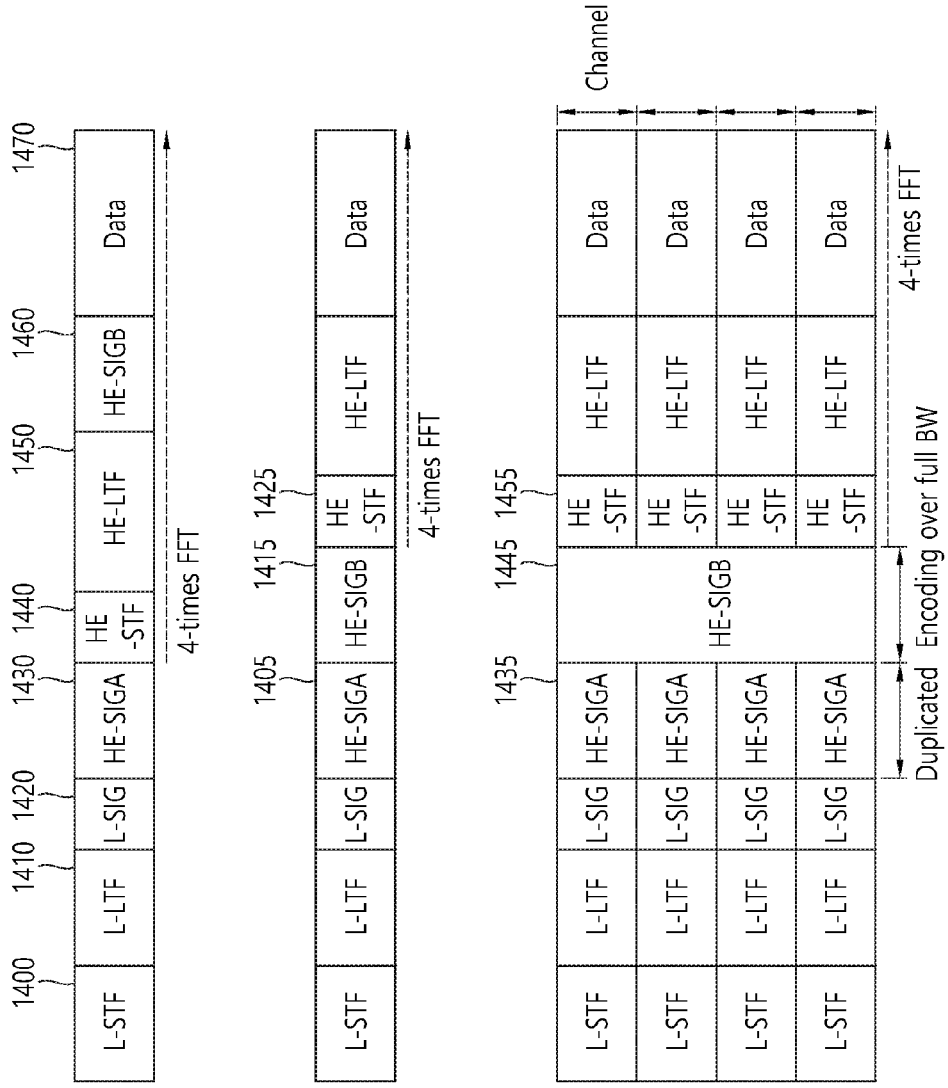 1400 1410 1420 1430 1440 1450 1460 1470
L-STF L-LTF L-SIG HE-SIGA HE HE-LTF HE-SIGB Data
-STF
4-times FFT
1405 1415 1425
L-STF L-LTF L-SIG HE-SIGA HE-SIGB HE HE-LTF Data
-STF
4-times FFT
1435 1445 1455
Channel
L-STF L-LTF L-SIG HE-SIGA HE-SIGB HE HE-LTF Data
-STF
L-STF L-LTF L-SIG HE-SIGA HE HE-LTF Data
-STF
L-STF L-LTF L-SIG HE-SIGA HE HE-LTF Data
-STF
L-STF L-LTF L-SIG HE-SIGA HE HE-LTF Data
-STF
Duplicated Encoding over full BW 4-times FFT